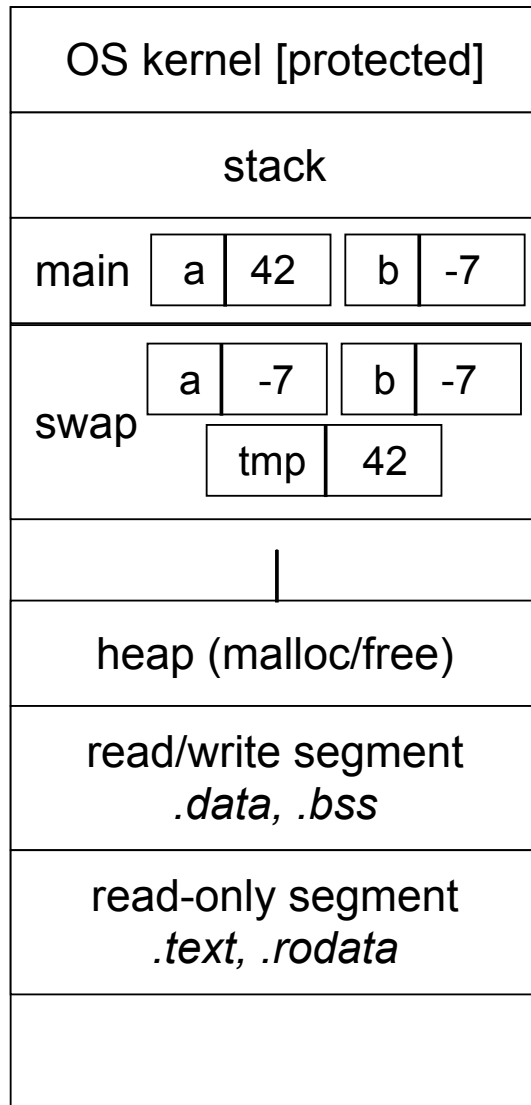 OS kernel [protected]
stack
main a 42 b -7
a -7 b -7
swap
tmp 42
heap (malloc/free)
read/write segment
.data, .bss
read-only segment
.text, .rodata